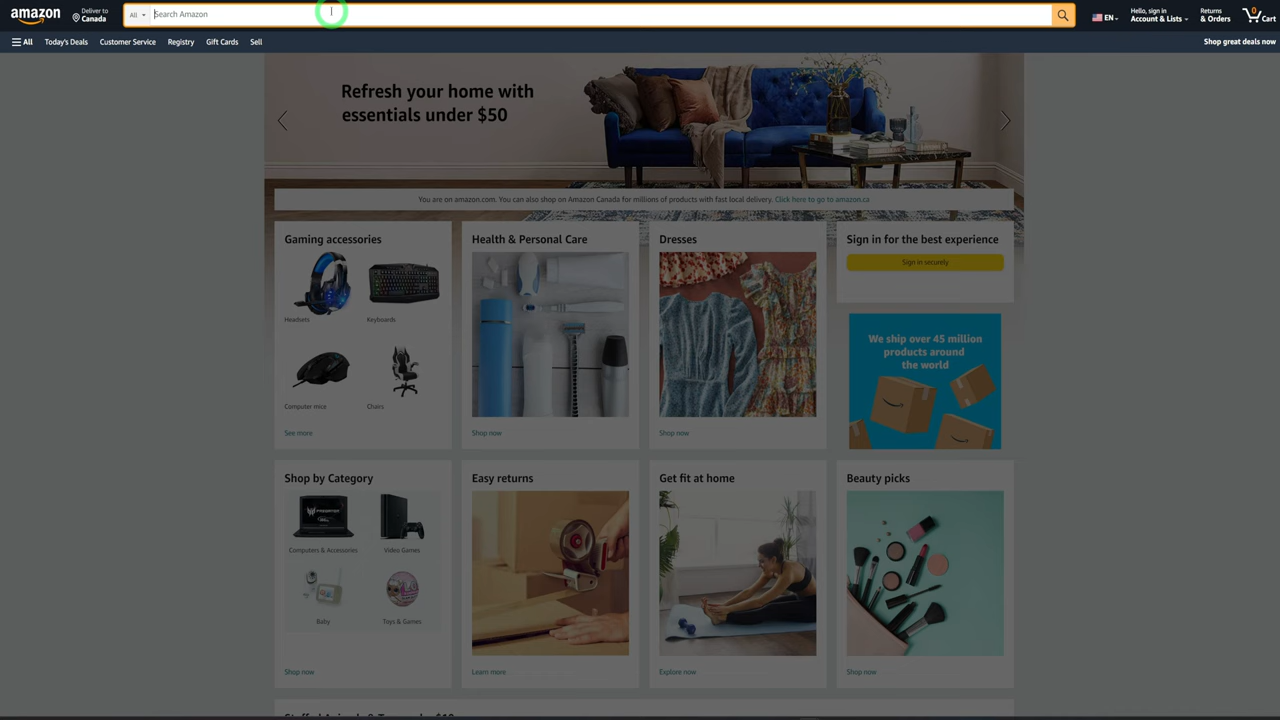 amazon
Deliver to
Canada
All
Search Amazon
EN
Hello, sign in
Account & Lists
Returns
& Orders
0
Cart
All
Today's Deals
Customer Service
Registry
Gift Cards
Sell
Shop great deals now
Refresh your home with
essentials under $50
You are on amazon.com. You can also shop on Amazon Canada for millions of products with fast local delivery. Click here to go to amazon.ca
Gaming accessories
Headsets
Keyboards
Computer mice
Chairs
See more
Health & Personal Care
Shop now
Dresses
Shop now
Sign in for the best experience
Sign in securely
We ship over 45 million
products around
the world
Shop by Category
PREDATOR
Computers & Accessories
Video Games
Baby
Toys & Games
Shop now
Easy returns
Learn more
Get fit at home
Explore now
Beauty picks
Shop now